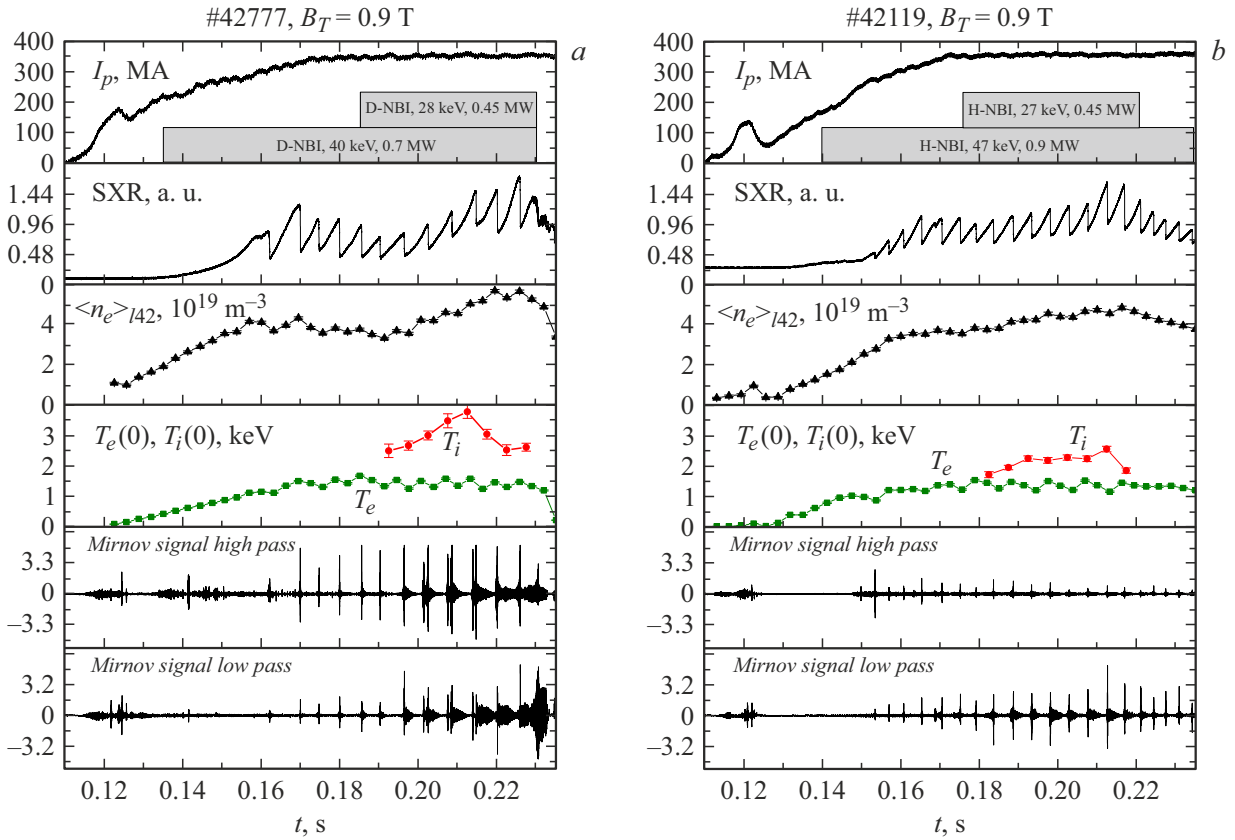 #42777, B_T = 0.9 T
a
400
300
200
100
0
I_p, MA
D-NBI, 28 keV, 0.45 MW
D-NBI, 40 keV, 0.7 MW
1.44
0.96
0.48
0
SXR, a. u.
4
2
0
<n_e>_l42, 10^19 m^−3
3
2
1
0
T_e(0), T_i(0), keV
T_i
T_e
Mirnov signal high pass
3.3
0
−3.3
Mirnov signal low pass
3.2
0
−3.2
0.12 0.14 0.16 0.18 0.20 0.22
t, s
#42119, B_T = 0.9 T
b
400
300
200
100
0
I_p, MA
H-NBI, 27 keV, 0.45 MW
H-NBI, 47 keV, 0.9 MW
1.44
0.96
0.48
0
SXR, a. u.
4
2
0
<n_e>_l42, 10^19 m^−3
3
2
1
0
T_e(0), T_i(0), keV
T_i
T_e
Mirnov signal high pass
3.3
0
−3.3
Mirnov signal low pass
3.2
0
−3.2
0.12 0.14 0.16 0.18 0.20 0.22
t, s